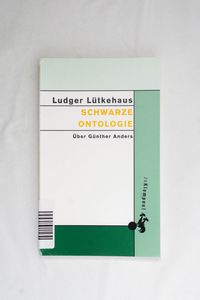 Ludger Lütkehaus
SCHWARZE
ONTOLOGIE
Über Günther Anders
zu Klampen!